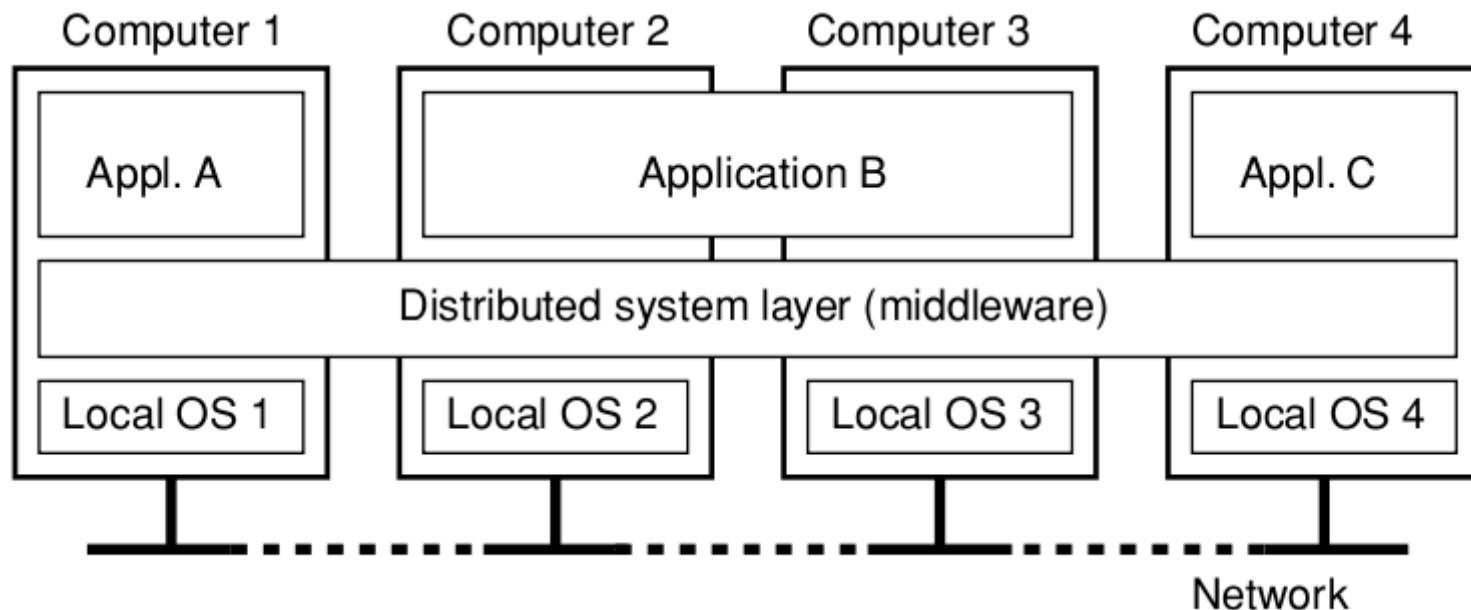 Computer 1
Computer 2
Computer 3
Computer 4
Appl. A
Application B
Appl. C
Distributed system layer (middleware)
Local OS 1
Local OS 2
Local OS 3
Local OS 4
Network